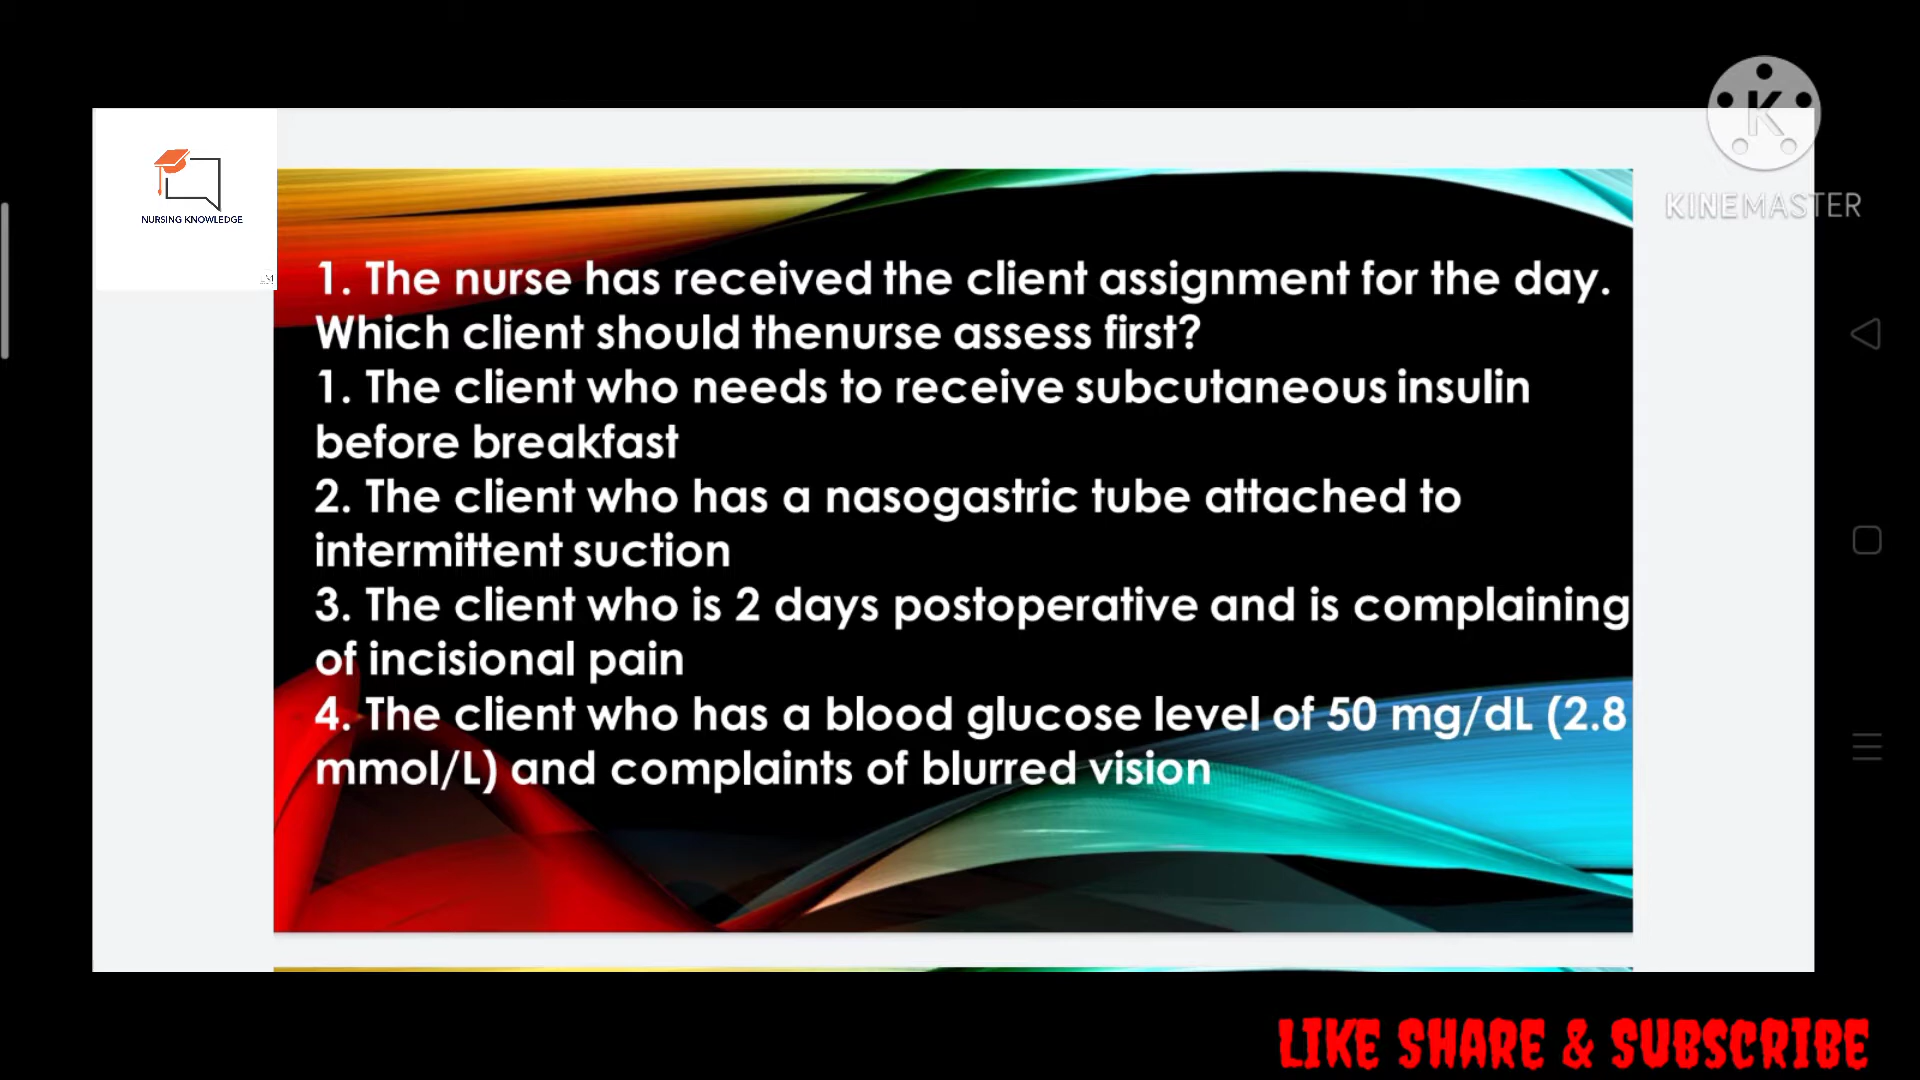 NURSING KNOWLEDGE
KINEMASTER
1. The nurse has received the client assignment for the day.
Which client should thenurse assess first?
1. The client who needs to receive subcutaneous insulin
before breakfast
2. The client who has a nasogastric tube attached to
intermittent suction
3. The client who is 2 days postoperative and is complaining
of incisional pain
4. The client who has a blood glucose level of 50 mg/dL (2.8
mmol/L) and complaints of blurred vision
LIKE SHARE & SUBSCRIBE